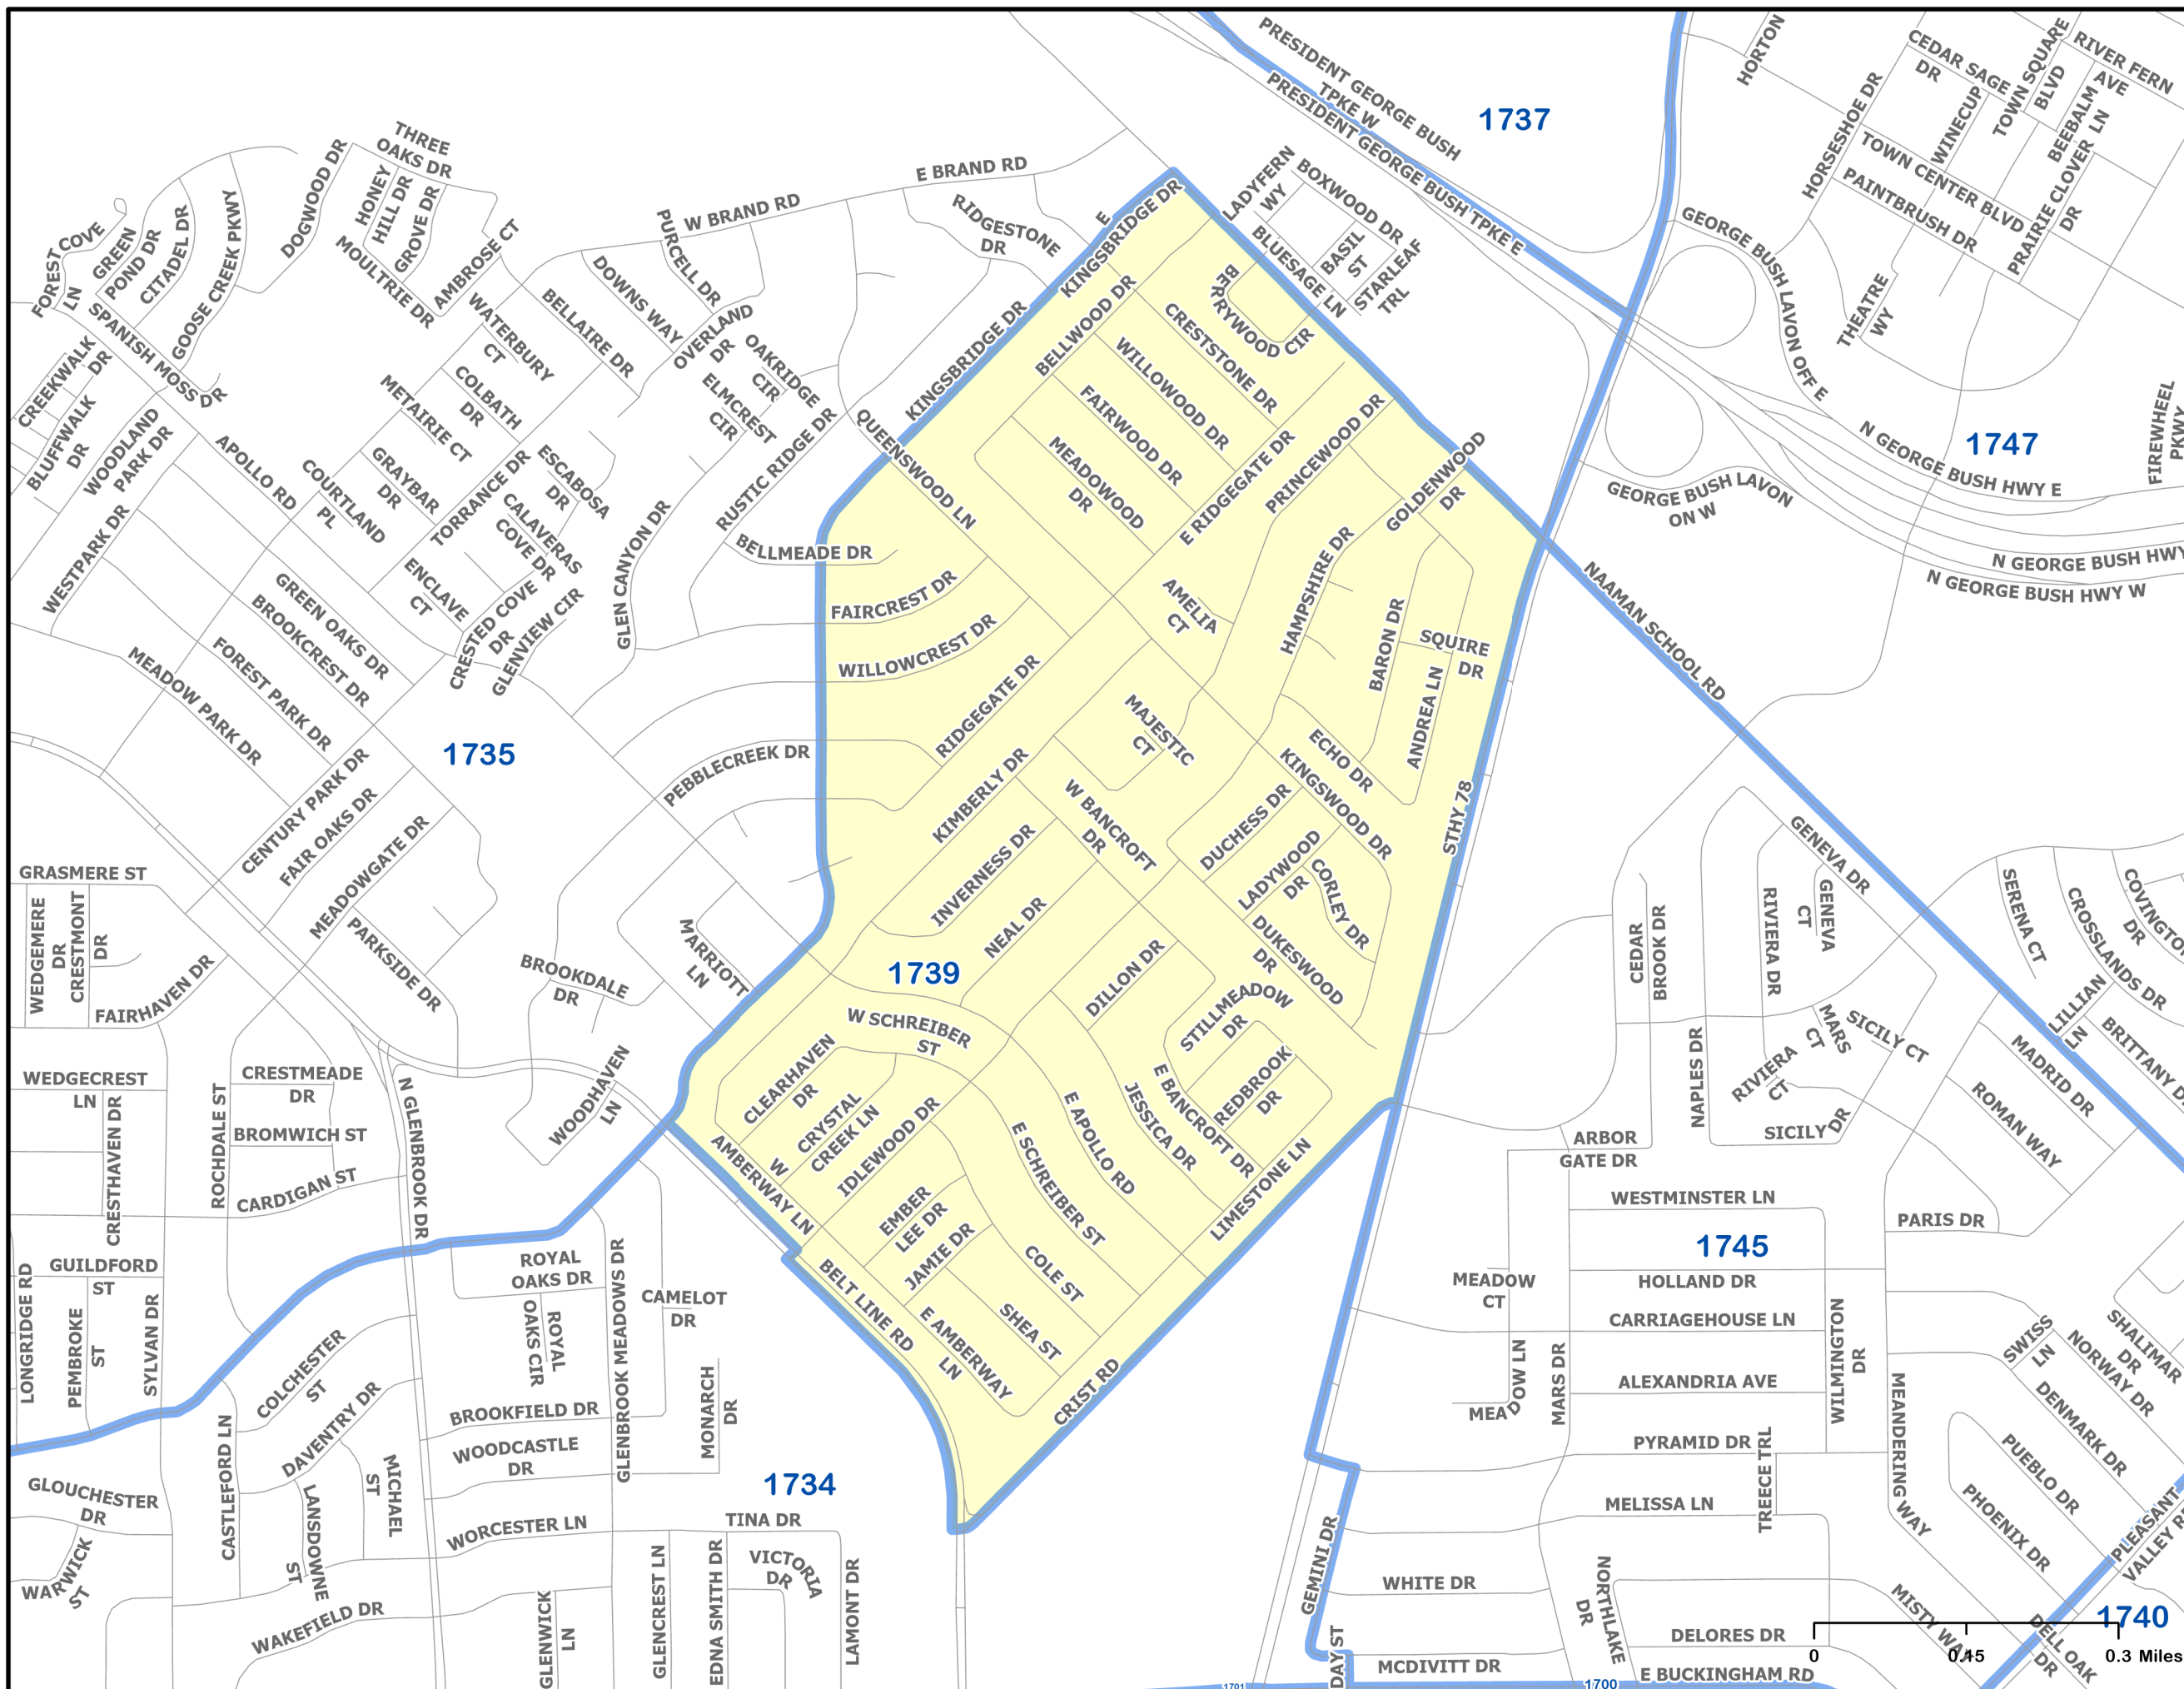 PRESIDENT GEORGE BUSH
TPKE W
PRESIDENT GEORGE BUSH TPKE E
1737
HORTON
CEDAR SAGE
DR
TOWN SQUARE
BLVD
RIVER FERN
AVE
WINECUP
BEEBALM
HORSESHOE DR
TOWN CENTER BLVD
PAINTBRUSH DR
PRAIRIE CLOVER LN
DR
GEORGE BUSH LAVON OFF E
THEATRE
WY
FIREWHEEL
PKWY
1747
N GEORGE BUSH HWY E
GEORGE BUSH LAVON
ON W
N GEORGE BUSH HWY
N GEORGE BUSH HWY W
THREE
OAKS DR
HONEY
HILL DR
GROVE DR
DOGWOOD DR
MOULTRIE DR
AMBROSE CT
FOREST COVE
LN
GREEN
POND DR
CITADEL DR
GOOSE CREEK PKWY
SPANISH MOSS DR
CREEKWALK
DR
BLUFFWALK
DR
WOODLAND
PARK DR
WESTPARK DR
APOLLO RD
W BRAND RD
E BRAND RD
PURCELL DR
DOWNS WAY
BELLAIRE DR
WATERBURY
CT
COLBATH
DR
METAIRIE CT
GRAYBAR
DR
COURTLAND
PL
TORRANCE DR
ESCABOSA
DR
CALAVERAS
COVE DR
ENCLAVE
CT
CRESTED COVE
DR
GLENVIEW CIR
OVERLAND
DR
OAKRIDGE
CIR
ELMCREST
CIR
RUSTIC RIDGE DR
GLEN CANYON DR
BELLMEADE DR
RIDGESTONE
DR
E
KINGSBRIDGE DR
KINGSBRIDGE DR
QUEENSWOOD LN
LADYFERN
WY
BOXWOOD DR
BLUESAGE LN
BASIL
ST
STARLEAF
TRL
BERRYWOOD CIR
BELLWOOD DR
CRESTSTONE DR
WILLOWOOD DR
FAIRWOOD DR
MEADOWOOD
DR
E RIDGEGATE DR
PRINCEWOOD DR
GOLDENWOOD
DR
FAIRCREST DR
WILLOWCREST DR
RIDGEGATE DR
AMELIA
CT
HAMPSHIRE DR
BARON DR
SQUIRE
DR
ANDREA LN
NAAMAN SCHOOL RD
GREEN OAKS DR
BROOKCREST DR
FOREST PARK DR
MEADOW PARK DR
CENTURY PARK DR
FAIR OAKS DR
MEADOWGATE DR
PARKSIDE DR
1735
PEBBLECREEK DR
KIMBERLY DR
MAJESTIC
CT
W BANCROFT
DR
ECHO DR
KINGSWOOD DR
DUCHESS DR
LADYWOOD
DR
CORLEY DR
DUKESWOOD
DR
STHY 78
INVERNESS DR
NEAL DR
1739
DILLON DR
STILLMEADOW
DR
REDBROOK
DR
E BANCROFT DR
JESSICA DR
W SCHREIBER
ST
E APOLLO RD
E SCHREIBER ST
LIMESTONE LN
CLEARHAVEN
DR
CRYSTAL
CREEK LN
IDLEWOOD DR
W
AMBERWAY LN
EMBER
LEE DR
JAMIE DR
COLE ST
SHEA ST
E AMBERWAY
LN
BELT LINE RD
CRIST RD
GRASMERE ST
WEDGEMERE
DR
CRESTMONT
DR
FAIRHAVEN DR
BROOKDALE
DR
MARRIOTT
LN
WOODHAVEN
LN
WEDGECREST
LN
CRESTHAVEN DR
ROCHDALE ST
CRESTMEADE
DR
BROMWICH ST
CARDIGAN ST
N GLENBROOK DR
GUILDFORD
ST
LONGRIDGE RD
PEMBROKE
ST
SYLVAN DR
ROYAL
OAKS DR
ROYAL
OAKS CIR
GLENBROOK MEADOWS DR
CAMELOT
DR
COLCHESTER
ST
DAVENTRY DR
BROOKFIELD DR
WOODCASTLE
DR
MONARCH
DR
CASTLEFORD LN
MICHAEL
ST
LANSDOWNE
ST
GLOUCHESTER
DR
WARWICK
ST
WAKEFIELD DR
WORCESTER LN
1734
TINA DR
VICTORIA
DR
GLENWICK
LN
GLENCREST LN
EDNA SMITH DR
LAMONT DR
GENEVA DR
GENEVA
CT
RIVIERA DR
CEDAR
BROOK DR
NAPLES DR
MARS
CT
SICILY CT
RIVIERA
CT
SICILY DR
SERENA CT
CROSSLANDS DR
COVINGTON
DR
LILLIAN
LN
BRITTANY DR
MADRID DR
ROMAN WAY
ARBOR
GATE DR
WESTMINSTER LN
PARIS DR
1745
HOLLAND DR
MEADOW
CT
CARRIAGEHOUSE LN
MEADOW LN
MARS DR
WILMINGTON
DR
ALEXANDRIA AVE
PYRAMID DR
TREECE TRL
MELISSA LN
MEANDERING WAY
SWISS
LN
NORWAY DR
SHALIMAR
DR
DENMARK DR
PUEBLO DR
PHOENIX DR
PLEASANT
VALLEY RD
GEMINI DR
WHITE DR
NORTHLAKE
DR
MISTY WAY
DELORES DR
DAY ST
MCDIVITT DR
E BUCKINGHAM RD
DELL OAK
DR
1740
1701
1700
0 0.15 0.3 Miles